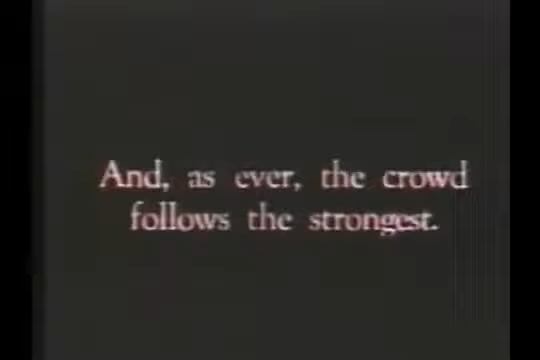 And, as ever, the crowd
follows the strongest.